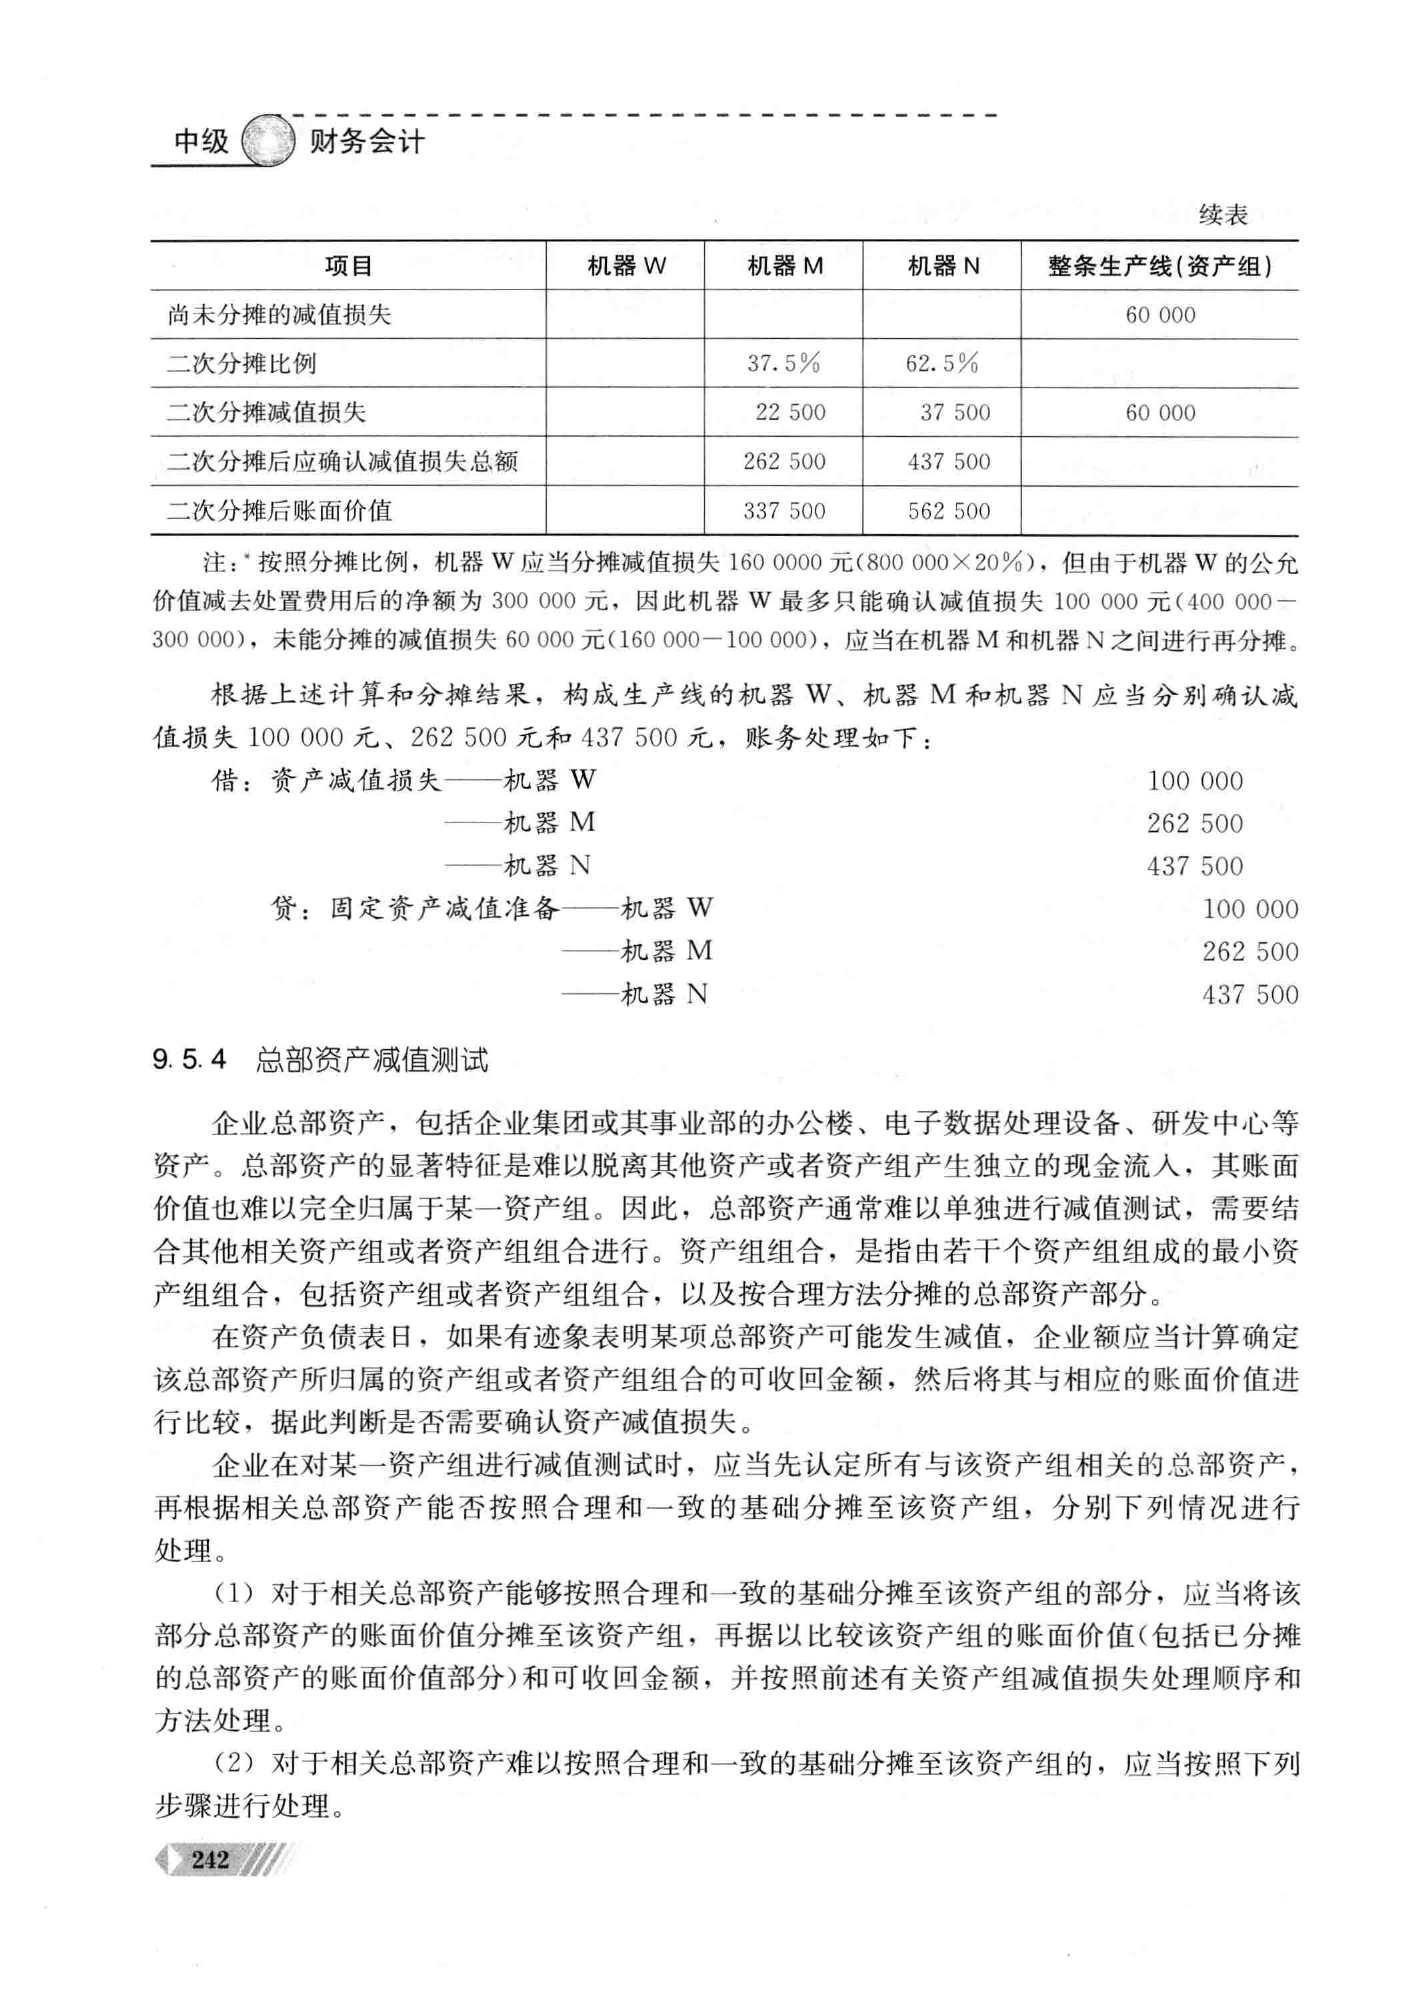 中级 财务会计
续表
项目 机器 W 机器 M 机器 N 整条生产线(资产组)
尚未分摊的减值损失 60 000
二次分摊比例 37.5% 62.5%
二次分摊减值损失 22 500 37 500 60 000
二次分摊后应确认减值损失总额 262 500 437 500
二次分摊后账面价值 337 500 562 500
注：* 按照分摊比例，机器 W 应当分摊减值损失 160 0000 元(800 000×20%)，但由于机器 W 的公允
价值减去处置费用后的净额为 300 000 元，因此机器 W 最多只能确认减值损失 100 000 元(400 000－
300 000)，未能分摊的减值损失 60 000 元(160 000－100 000)，应当在机器 M 和机器 N 之间进行再分摊。
根据上述计算和分摊结果，构成生产线的机器 W、机器 M 和机器 N 应当分别确认减
值损失 100 000 元、262 500 元和 437 500 元，账务处理如下：
借：资产减值损失——机器 W 100 000
——机器 M 262 500
——机器 N 437 500
贷：固定资产减值准备——机器 W 100 000
——机器 M 262 500
——机器 N 437 500
9.5.4 总部资产减值测试
企业总部资产，包括企业集团或其事业部的办公楼、电子数据处理设备、研发中心等
资产。总部资产的显著特征是难以脱离其他资产或者资产组产生独立的现金流入，其账面
价值也难以完全归属于某一资产组。因此，总部资产通常难以单独进行减值测试，需要结
合其他相关资产组或者资产组组合进行。资产组组合，是指由若干个资产组组成的最小资
产组组合，包括资产组或者资产组组合，以及按合理方法分摊的总部资产部分。
在资产负债表日，如果有迹象表明某项总部资产可能发生减值，企业额应当计算确定
该总部资产所归属的资产组或者资产组组合的可收回金额，然后将其与相应的账面价值进
行比较，据此判断是否需要确认资产减值损失。
企业在对某一资产组进行减值测试时，应当先认定所有与该资产组相关的总部资产，
再根据相关总部资产能否按照合理和一致的基础分摊至该资产组，分别下列情况进行
处理。
（1）对于相关总部资产能够按照合理和一致的基础分摊至该资产组的部分，应当将该
部分总部资产的账面价值分摊至该资产组，再据以比较该资产组的账面价值(包括已分摊
的总部资产的账面价值部分)和可收回金额，并按照前述有关资产组减值损失处理顺序和
方法处理。
（2）对于相关总部资产难以按照合理和一致的基础分摊至该资产组的，应当按照下列
步骤进行处理。
242